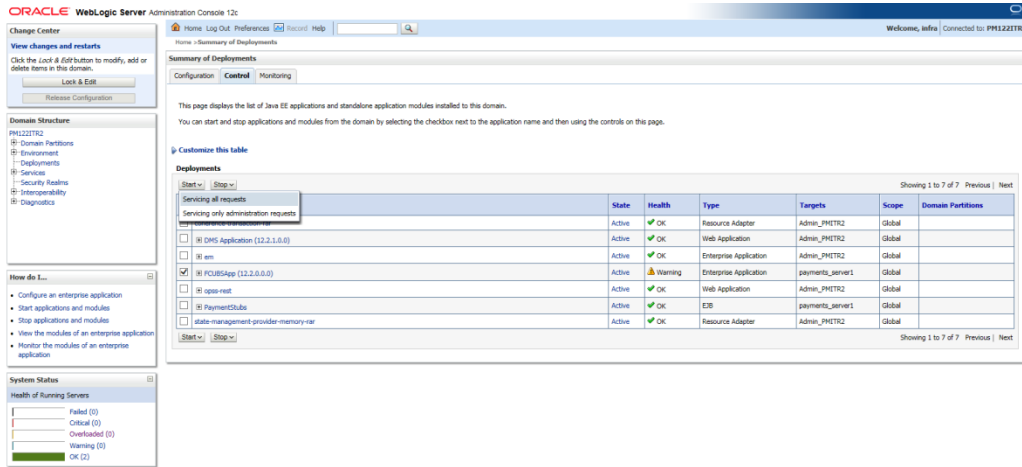 ORACLE WebLogic Server Administration Console 12c
Change Center
View changes and restarts
Click the Lock & Edit button to modify, add or
delete items in this domain.
Lock & Edit
Release Configuration
Domain Structure
PM122ITR2
Domain Partitions
Environment
Deployments
Services
Security Realms
Interoperability
Diagnostics
How do I...
Configure an enterprise application
Start applications and modules
Stop applications and modules
View the modules of an enterprise application
Monitor the modules of an enterprise
application
System Status
Health of Running Servers
Failed (0)
Critical (0)
Overloaded (0)
Warning (0)
OK (2)
Home Log Out Preferences Record Help
Welcome, infra Connected to: PM122ITR
Home >Summary of Deployments
Summary of Deployments
Configuration Control Monitoring
This page displays the list of Java EE applications and standalone application modules installed to this domain.
You can start and stop applications and modules from the domain by selecting the checkbox next to the application name and then using the controls on this page.
Customize this table
Deployments
Start Stop Showing 1 to 7 of 7 Previous | Next
Servicing all requests
Servicing only administration requests
State Health Type Targets Scope Domain Partitions
coherence-transaction-rar Active OK Resource Adapter Admin_PMITR2 Global
DMS Application (12.2.1.0.0) Active OK Web Application Admin_PMITR2 Global
em Active OK Enterprise Application Admin_PMITR2 Global
FCUBSApp (12.2.0.0.0) Active Warning Enterprise Application payments_server1 Global
opss-rest Active OK Web Application Admin_PMITR2 Global
PaymentStubs Active OK EJB payments_server1 Global
state-management-provider-memory-rar Active OK Resource Adapter Admin_PMITR2 Global
Start Stop Showing 1 to 7 of 7 Previous | Next